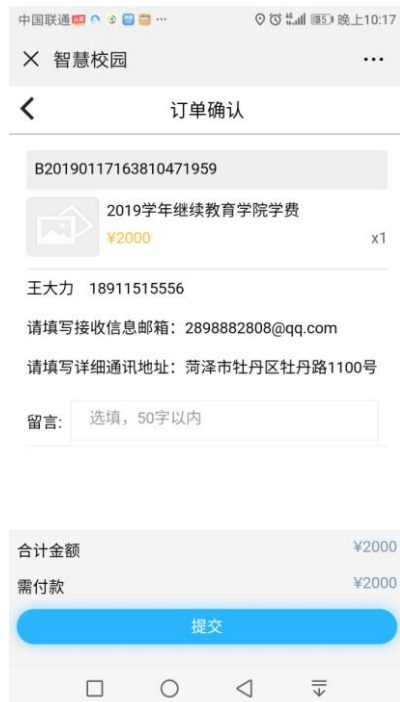 中国联通 ··· 85 晚上10:17
智慧校园 ···
订单确认
B20190117163810471959
2019学年继续教育学院学费
¥2000 x1
王大力 18911515556
请填写接收信息邮箱：2898882808@qq.com
请填写详细通讯地址：菏泽市牡丹区牡丹路1100号
留言: 选填，50字以内
合计金额 ¥2000
需付款 ¥2000
提交